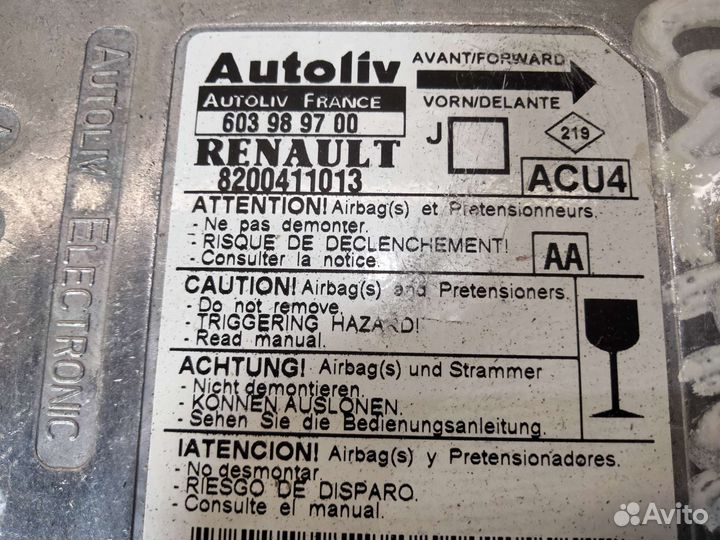 AUTOLIV ELECTRONIC
Autoliv
AUTOLIV FRANCE
603 98 97 00
RENAULT
8200411013
AVANT/FORWARD
VORN/DELANTE
J
219
ACU4
ATTENTION! Airbag(s) et Pretensionneurs.
- Ne pas demonter.
- RISQUE DE DECLENCHEMENT!
- Consulter la notice.
AA
CAUTION! Airbag(s) and Pretensioners.
- Do not remove.
- TRIGGERING HAZARD!
- Read manual.
ACHTUNG! Airbag(s) und Strammer
- Nicht demontieren.
- KONNEN AUSLONEN.
- Sehen Sie die Bedienungsanleitung.
!ATENCION! Airbag(s) y Pretensionadores.
- No desmontar.
- RIESGO DE DISPARO.
- Consulte el manual.
Avito